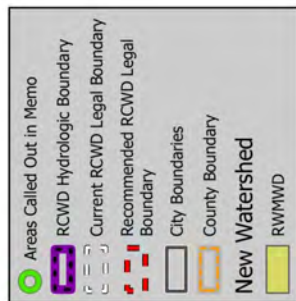 Areas Called Out in Memo
RCWD Hydrologic Boundary
Current RCWD Legal Boundary
Recommended RCWD Legal
Boundary
City Boundaries
County Boundary
New Watershed
RWMWD